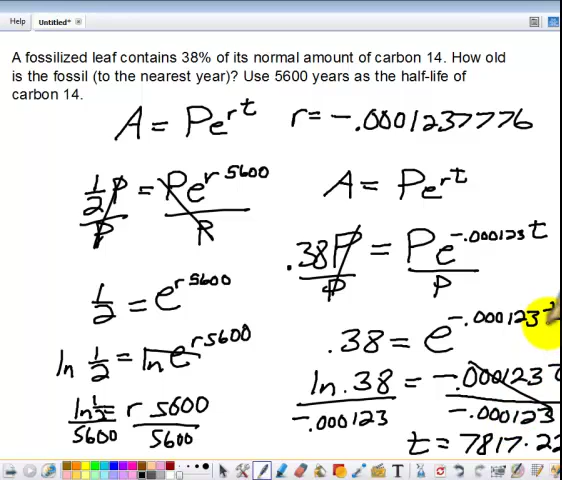 Help Untitled*
A fossilized leaf contains 38% of its normal amount of carbon 14. How old
is the fossil (to the nearest year)? Use 5600 years as the half-life of
carbon 14.
A = Pe^rt
r = -.0001237776
1/2 P / P = Pe^r5600 / P
1/2 = e^r5600
ln 1/2 = ln e^r5600
ln 1/2 / 5600 = r 5600 / 5600
A = Pe^rt
.38P / P = Pe^-.000123t / P
.38 = e^-.000123t
ln .38 / -.000123 = -.000123t / -.000123
t = 7817.22